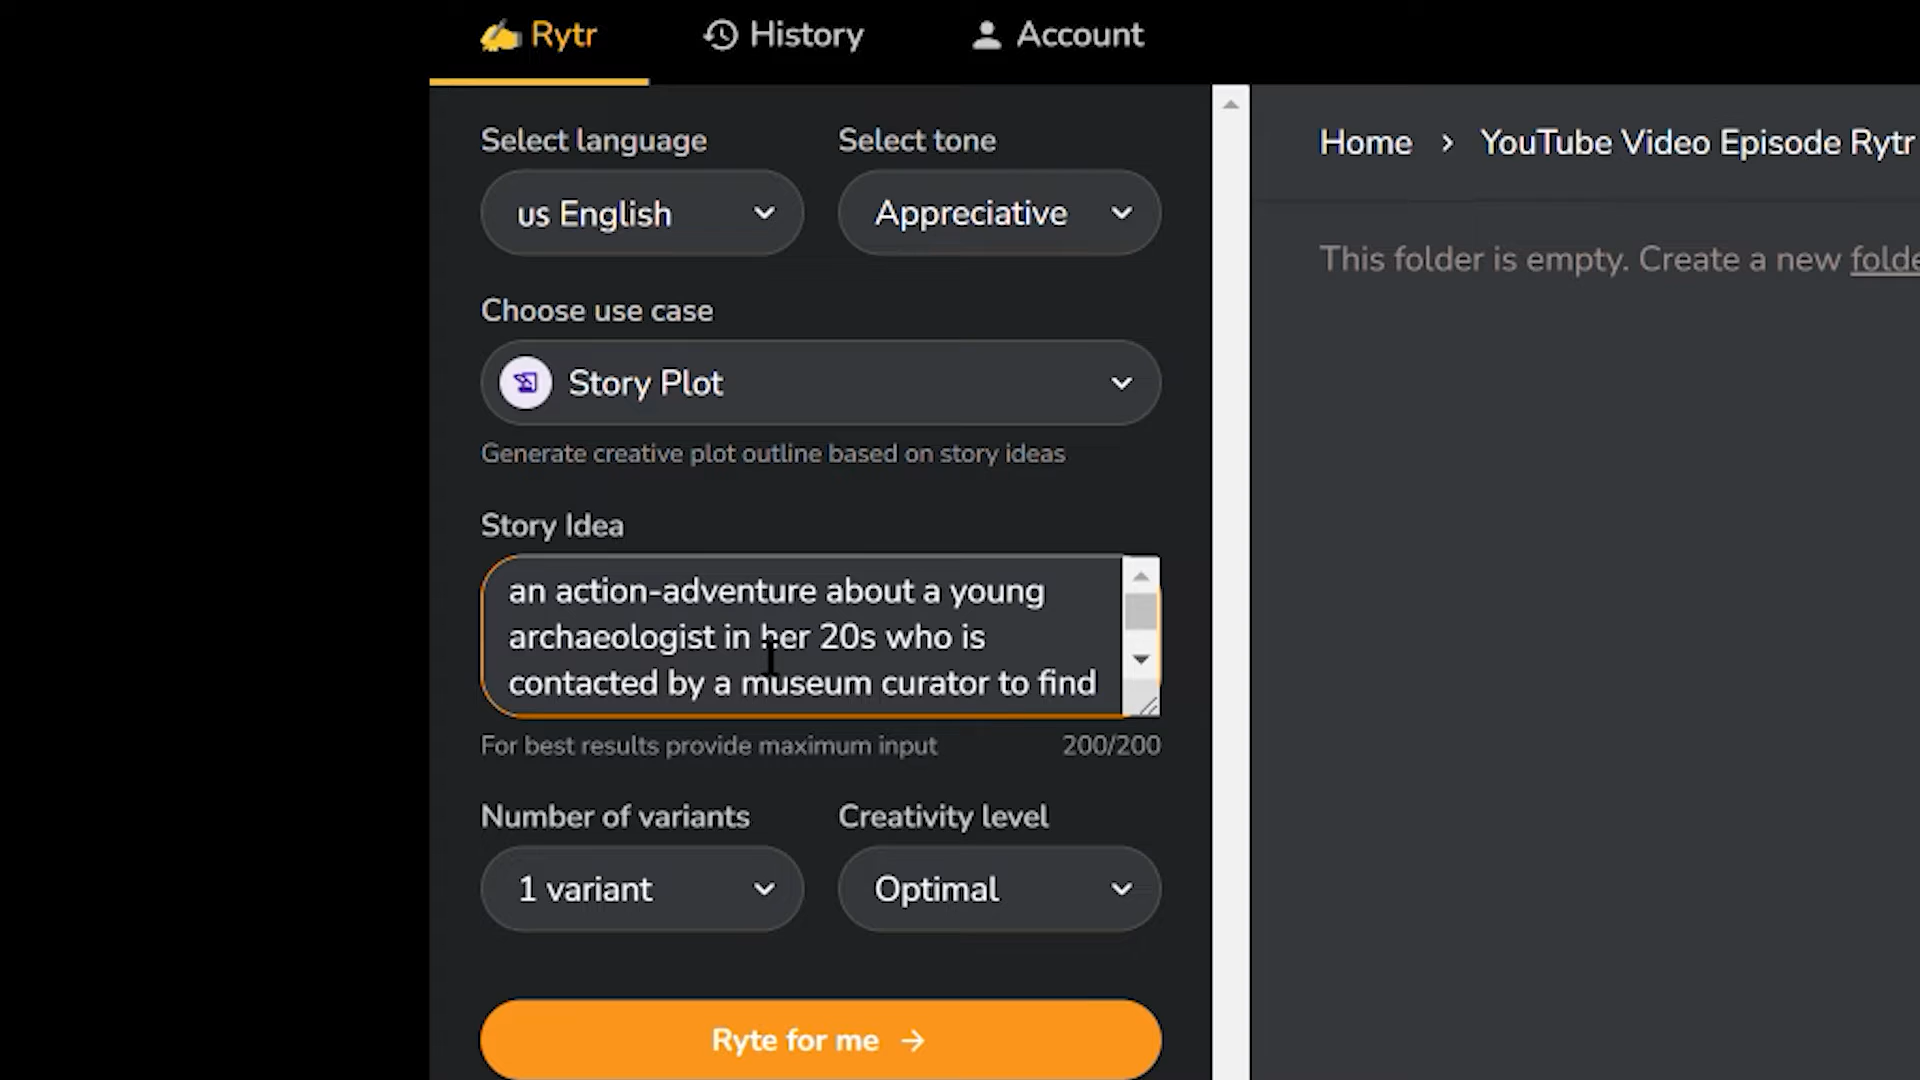 Rytr
History
Account
Select language
Select tone
us English
Appreciative
Choose use case
Story Plot
Generate creative plot outline based on story ideas
Story Idea
an action-adventure about a young
archaeologist in her 20s who is
contacted by a museum curator to find
For best results provide maximum input
200/200
Number of variants
Creativity level
1 variant
Optimal
Ryte for me →
Home > YouTube Video Episode Rytr
This folder is empty. Create a new folde